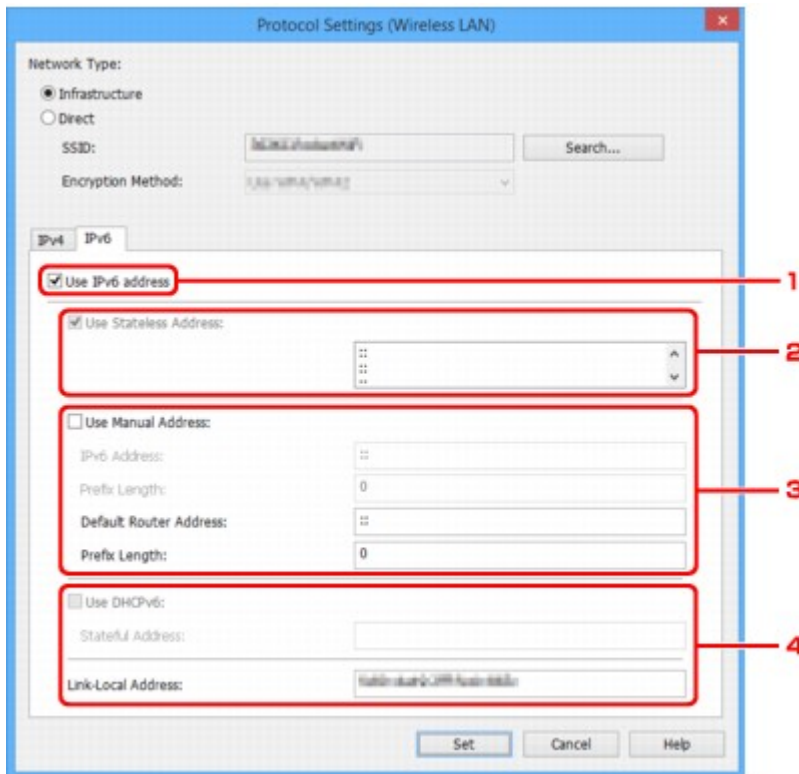 Protocol Settings (Wireless LAN)
Network Type:
Infrastructure
Direct
SSID:
Search...
Encryption Method:
IPv4 IPv6
Use IPv6 address
1
Use Stateless Address:
2
::
::
::
Use Manual Address:
IPv6 Address: ::
Prefix Length: 0
3
Default Router Address: ::
Prefix Length: 0
Use DHCPv6:
Stateful Address:
4
Link-Local Address:
Set Cancel Help